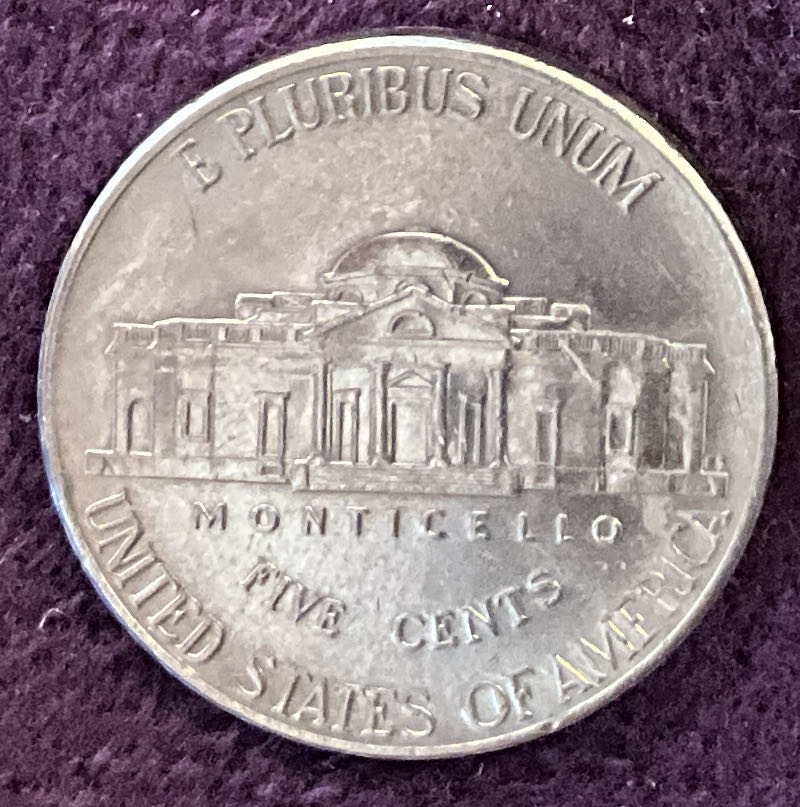 E PLURIBUS UNUM
MONTICELLO
FIVE CENTS
UNITED STATES OF AMERICA